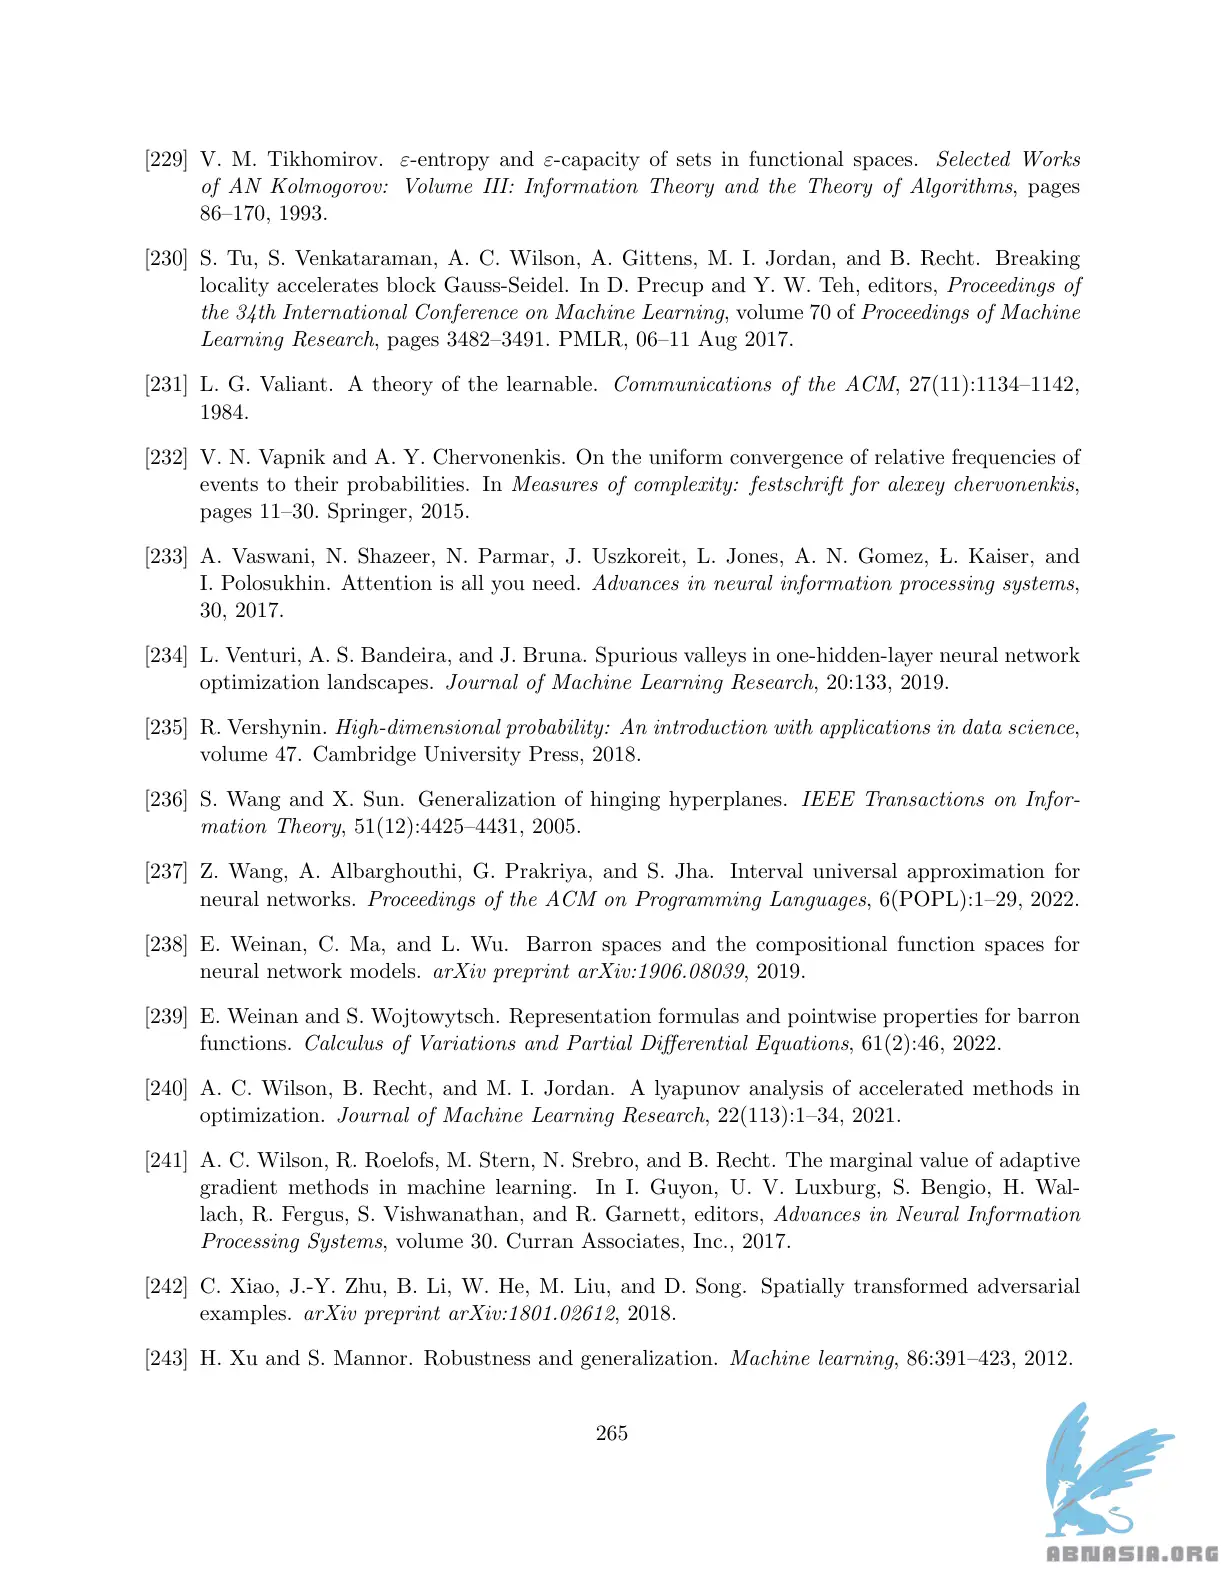 [229] V. M. Tikhomirov. ε-entropy and ε-capacity of sets in functional spaces. Selected Works
of AN Kolmogorov: Volume III: Information Theory and the Theory of Algorithms, pages
86–170, 1993.
[230] S. Tu, S. Venkataraman, A. C. Wilson, A. Gittens, M. I. Jordan, and B. Recht. Breaking
locality accelerates block Gauss-Seidel. In D. Precup and Y. W. Teh, editors, Proceedings of
the 34th International Conference on Machine Learning, volume 70 of Proceedings of Machine
Learning Research, pages 3482–3491. PMLR, 06–11 Aug 2017.
[231] L. G. Valiant. A theory of the learnable. Communications of the ACM, 27(11):1134–1142,
1984.
[232] V. N. Vapnik and A. Y. Chervonenkis. On the uniform convergence of relative frequencies of
events to their probabilities. In Measures of complexity: festschrift for alexey chervonenkis,
pages 11–30. Springer, 2015.
[233] A. Vaswani, N. Shazeer, N. Parmar, J. Uszkoreit, L. Jones, A. N. Gomez, Ł. Kaiser, and
I. Polosukhin. Attention is all you need. Advances in neural information processing systems,
30, 2017.
[234] L. Venturi, A. S. Bandeira, and J. Bruna. Spurious valleys in one-hidden-layer neural network
optimization landscapes. Journal of Machine Learning Research, 20:133, 2019.
[235] R. Vershynin. High-dimensional probability: An introduction with applications in data science,
volume 47. Cambridge University Press, 2018.
[236] S. Wang and X. Sun. Generalization of hinging hyperplanes. IEEE Transactions on Infor-
mation Theory, 51(12):4425–4431, 2005.
[237] Z. Wang, A. Albarghouthi, G. Prakriya, and S. Jha. Interval universal approximation for
neural networks. Proceedings of the ACM on Programming Languages, 6(POPL):1–29, 2022.
[238] E. Weinan, C. Ma, and L. Wu. Barron spaces and the compositional function spaces for
neural network models. arXiv preprint arXiv:1906.08039, 2019.
[239] E. Weinan and S. Wojtowytsch. Representation formulas and pointwise properties for barron
functions. Calculus of Variations and Partial Differential Equations, 61(2):46, 2022.
[240] A. C. Wilson, B. Recht, and M. I. Jordan. A lyapunov analysis of accelerated methods in
optimization. Journal of Machine Learning Research, 22(113):1–34, 2021.
[241] A. C. Wilson, R. Roelofs, M. Stern, N. Srebro, and B. Recht. The marginal value of adaptive
gradient methods in machine learning. In I. Guyon, U. V. Luxburg, S. Bengio, H. Wal-
lach, R. Fergus, S. Vishwanathan, and R. Garnett, editors, Advances in Neural Information
Processing Systems, volume 30. Curran Associates, Inc., 2017.
[242] C. Xiao, J.-Y. Zhu, B. Li, W. He, M. Liu, and D. Song. Spatially transformed adversarial
examples. arXiv preprint arXiv:1801.02612, 2018.
[243] H. Xu and S. Mannor. Robustness and generalization. Machine learning, 86:391–423, 2012.
265
ABNASIA.ORG